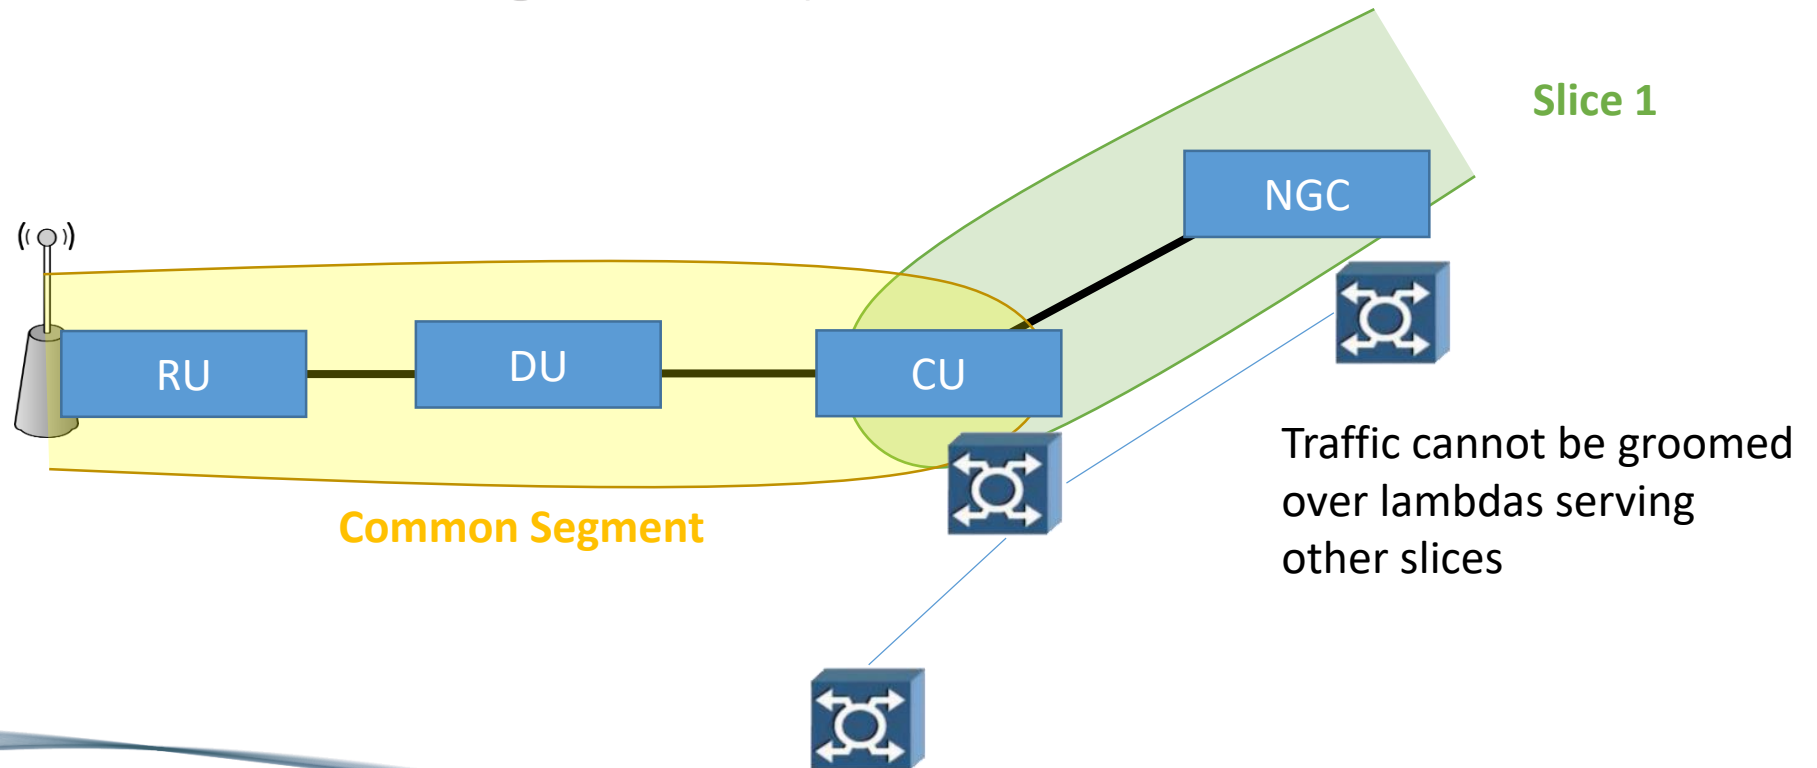 Slice 1
NGC
RU
DU
CU
Common Segment
Traffic cannot be groomed
over lambdas serving
other slices